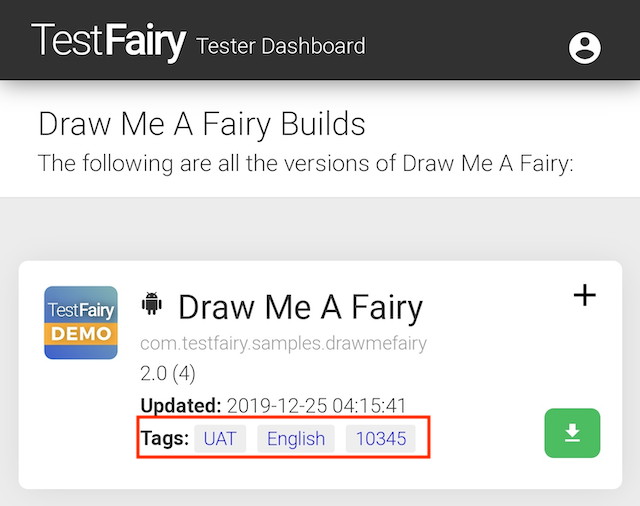 TestFairy Tester Dashboard
Draw Me A Fairy Builds
The following are all the versions of Draw Me A Fairy:
TestFairy
DEMO
Draw Me A Fairy
com.testfairy.samples.drawmefairy
2.0 (4)
Updated: 2019-12-25 04:15:41
Tags: UAT English 10345